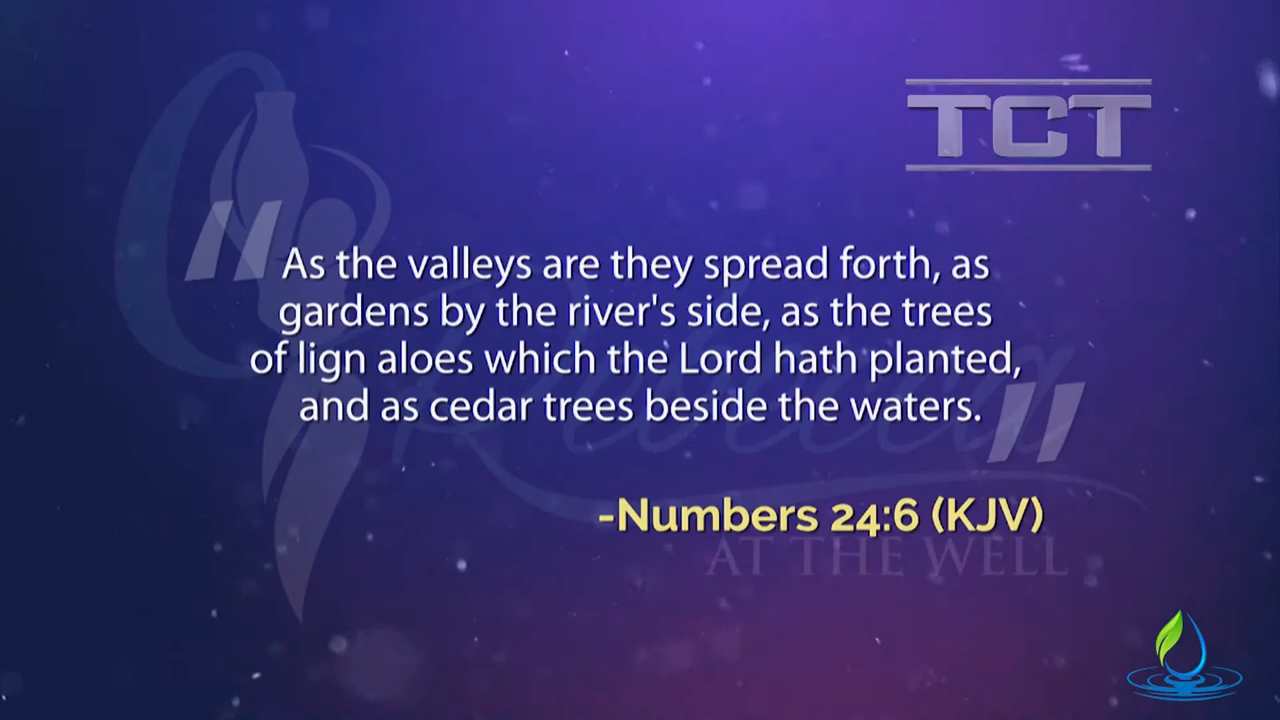 TCT
"As the valleys are they spread forth, as
gardens by the river's side, as the trees
of lign aloes which the Lord hath planted,
and as cedar trees beside the waters."
Rebecca
-Numbers 24:6 (KJV)
AT THE WELL